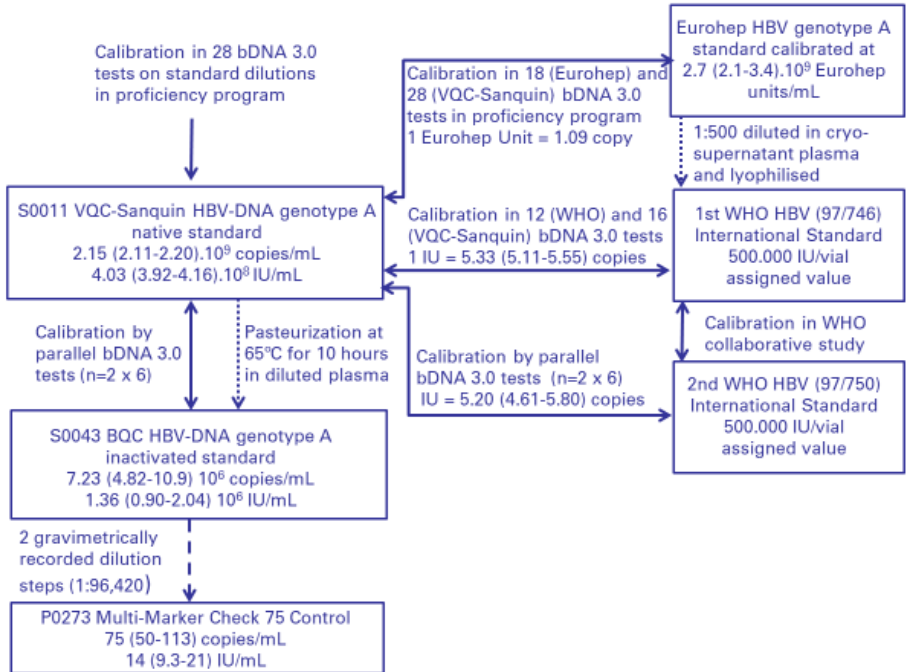 Calibration in 28 bDNA 3.0
tests on standard dilutions
in proficiency program
Calibration in 18 (Eurohep) and
28 (VQC-Sanquin) bDNA 3.0
tests in proficiency program
1 Eurohep Unit = 1.09 copy
Eurohep HBV genotype A
standard calibrated at
2.7 (2.1-3.4).10⁹ Eurohep
units/mL
1:500 diluted in cryo-
supernatant plasma
and lyophilised
S0011 VQC-Sanquin HBV-DNA genotype A
native standard
2.15 (2.11-2.20).10⁹ copies/mL
4.03 (3.92-4.16).10⁸ IU/mL
Calibration in 12 (WHO) and 16
(VQC-Sanquin) bDNA 3.0 tests
1 IU = 5.33 (5.11-5.55) copies
1st WHO HBV (97/746)
International Standard
500.000 IU/vial
assigned value
Calibration by
parallel bDNA 3.0
tests (n=2 x 6)
Pasteurization at
65ºC for 10 hours
in diluted plasma
Calibration by parallel
bDNA 3.0 tests (n=2 x 6)
IU = 5.20 (4.61-5.80) copies
Calibration in WHO
collaborative study
2nd WHO HBV (97/750)
International Standard
500.000 IU/vial
assigned value
S0043 BQC HBV-DNA genotype A
inactivated standard
7.23 (4.82-10.9) 10⁶ copies/mL
1.36 (0.90-2.04) 10⁶ IU/mL
2 gravimetrically
recorded dilution
steps (1:96,420)
P0273 Multi-Marker Check 75 Control
75 (50-113) copies/mL
14 (9.3-21) IU/mL